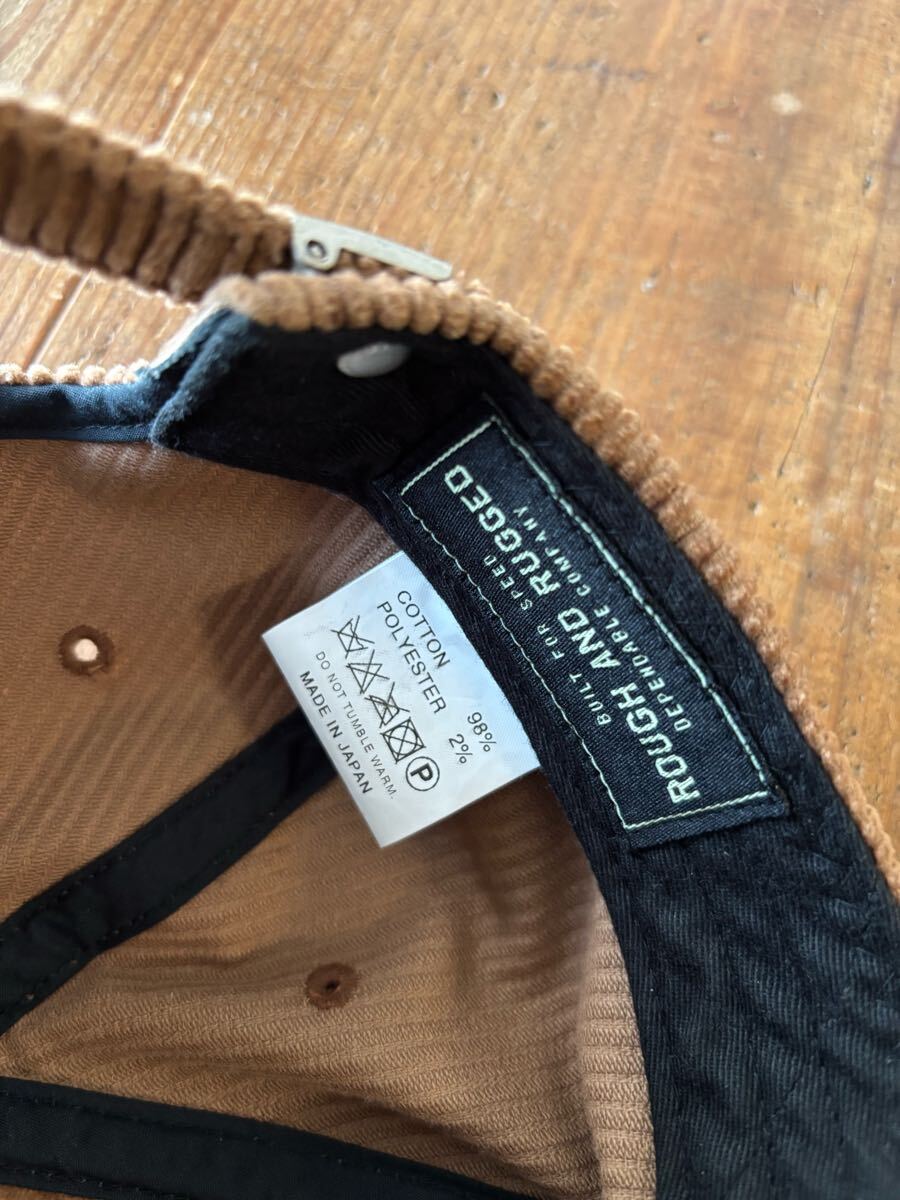 BUILT FOR SPEED
ROUGH AND RUGGED
DEPENDABLE COMPANY
COTTON 98%
POLYESTER 2%
P
DO NOT TUMBLE WARM.
MADE IN JAPAN